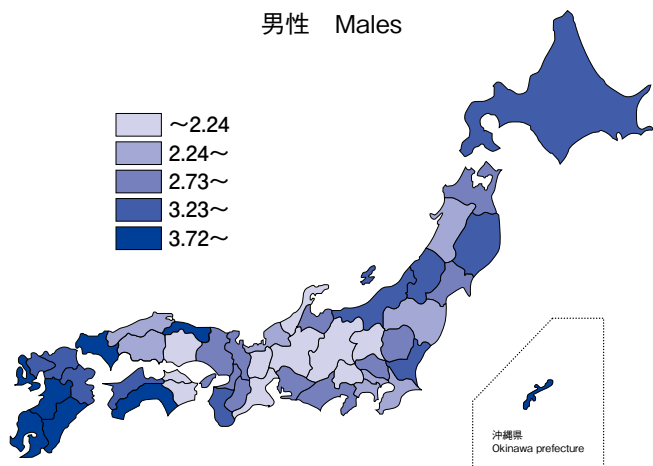 男性 Males
～2.24
2.24～
2.73～
3.23～
3.72～
沖縄県
Okinawa prefecture